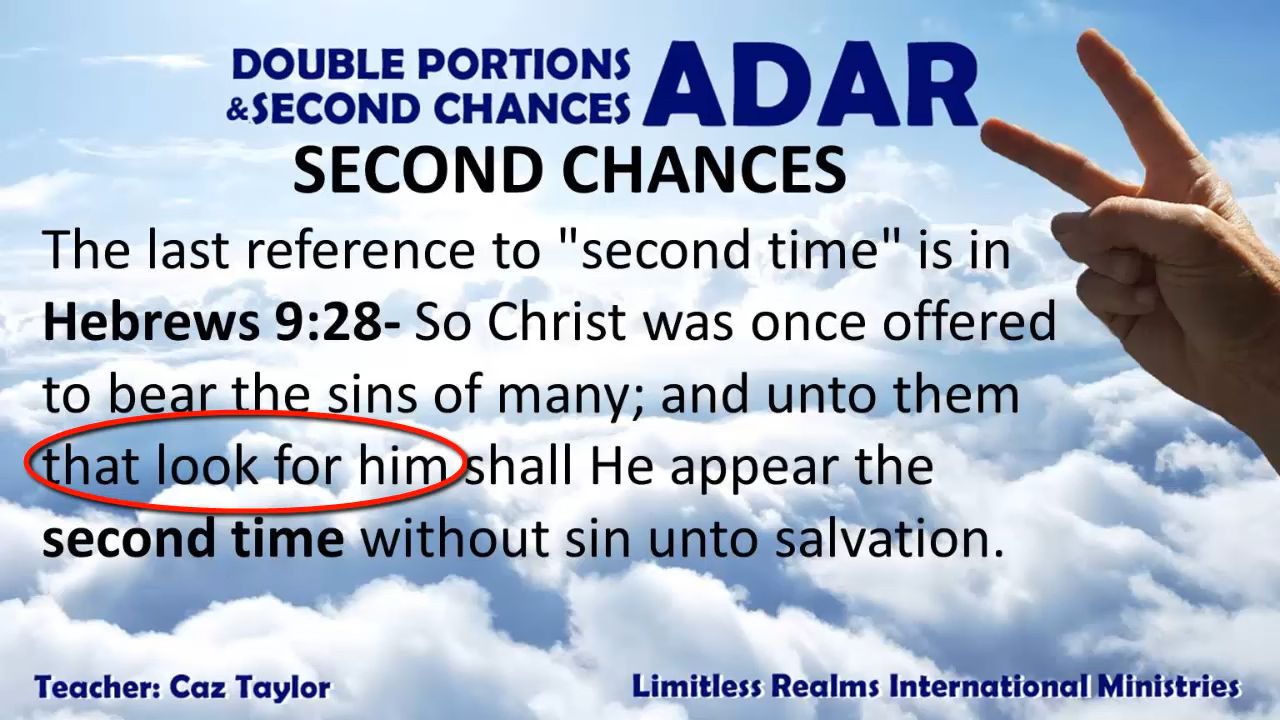 DOUBLE PORTIONS
&SECOND CHANCES
ADAR
SECOND CHANCES
The last reference to "second time" is in
Hebrews 9:28- So Christ was once offered
to bear the sins of many; and unto them
that look for him shall He appear the
second time without sin unto salvation.
Teacher: Caz Taylor
Limitless Realms International Ministries